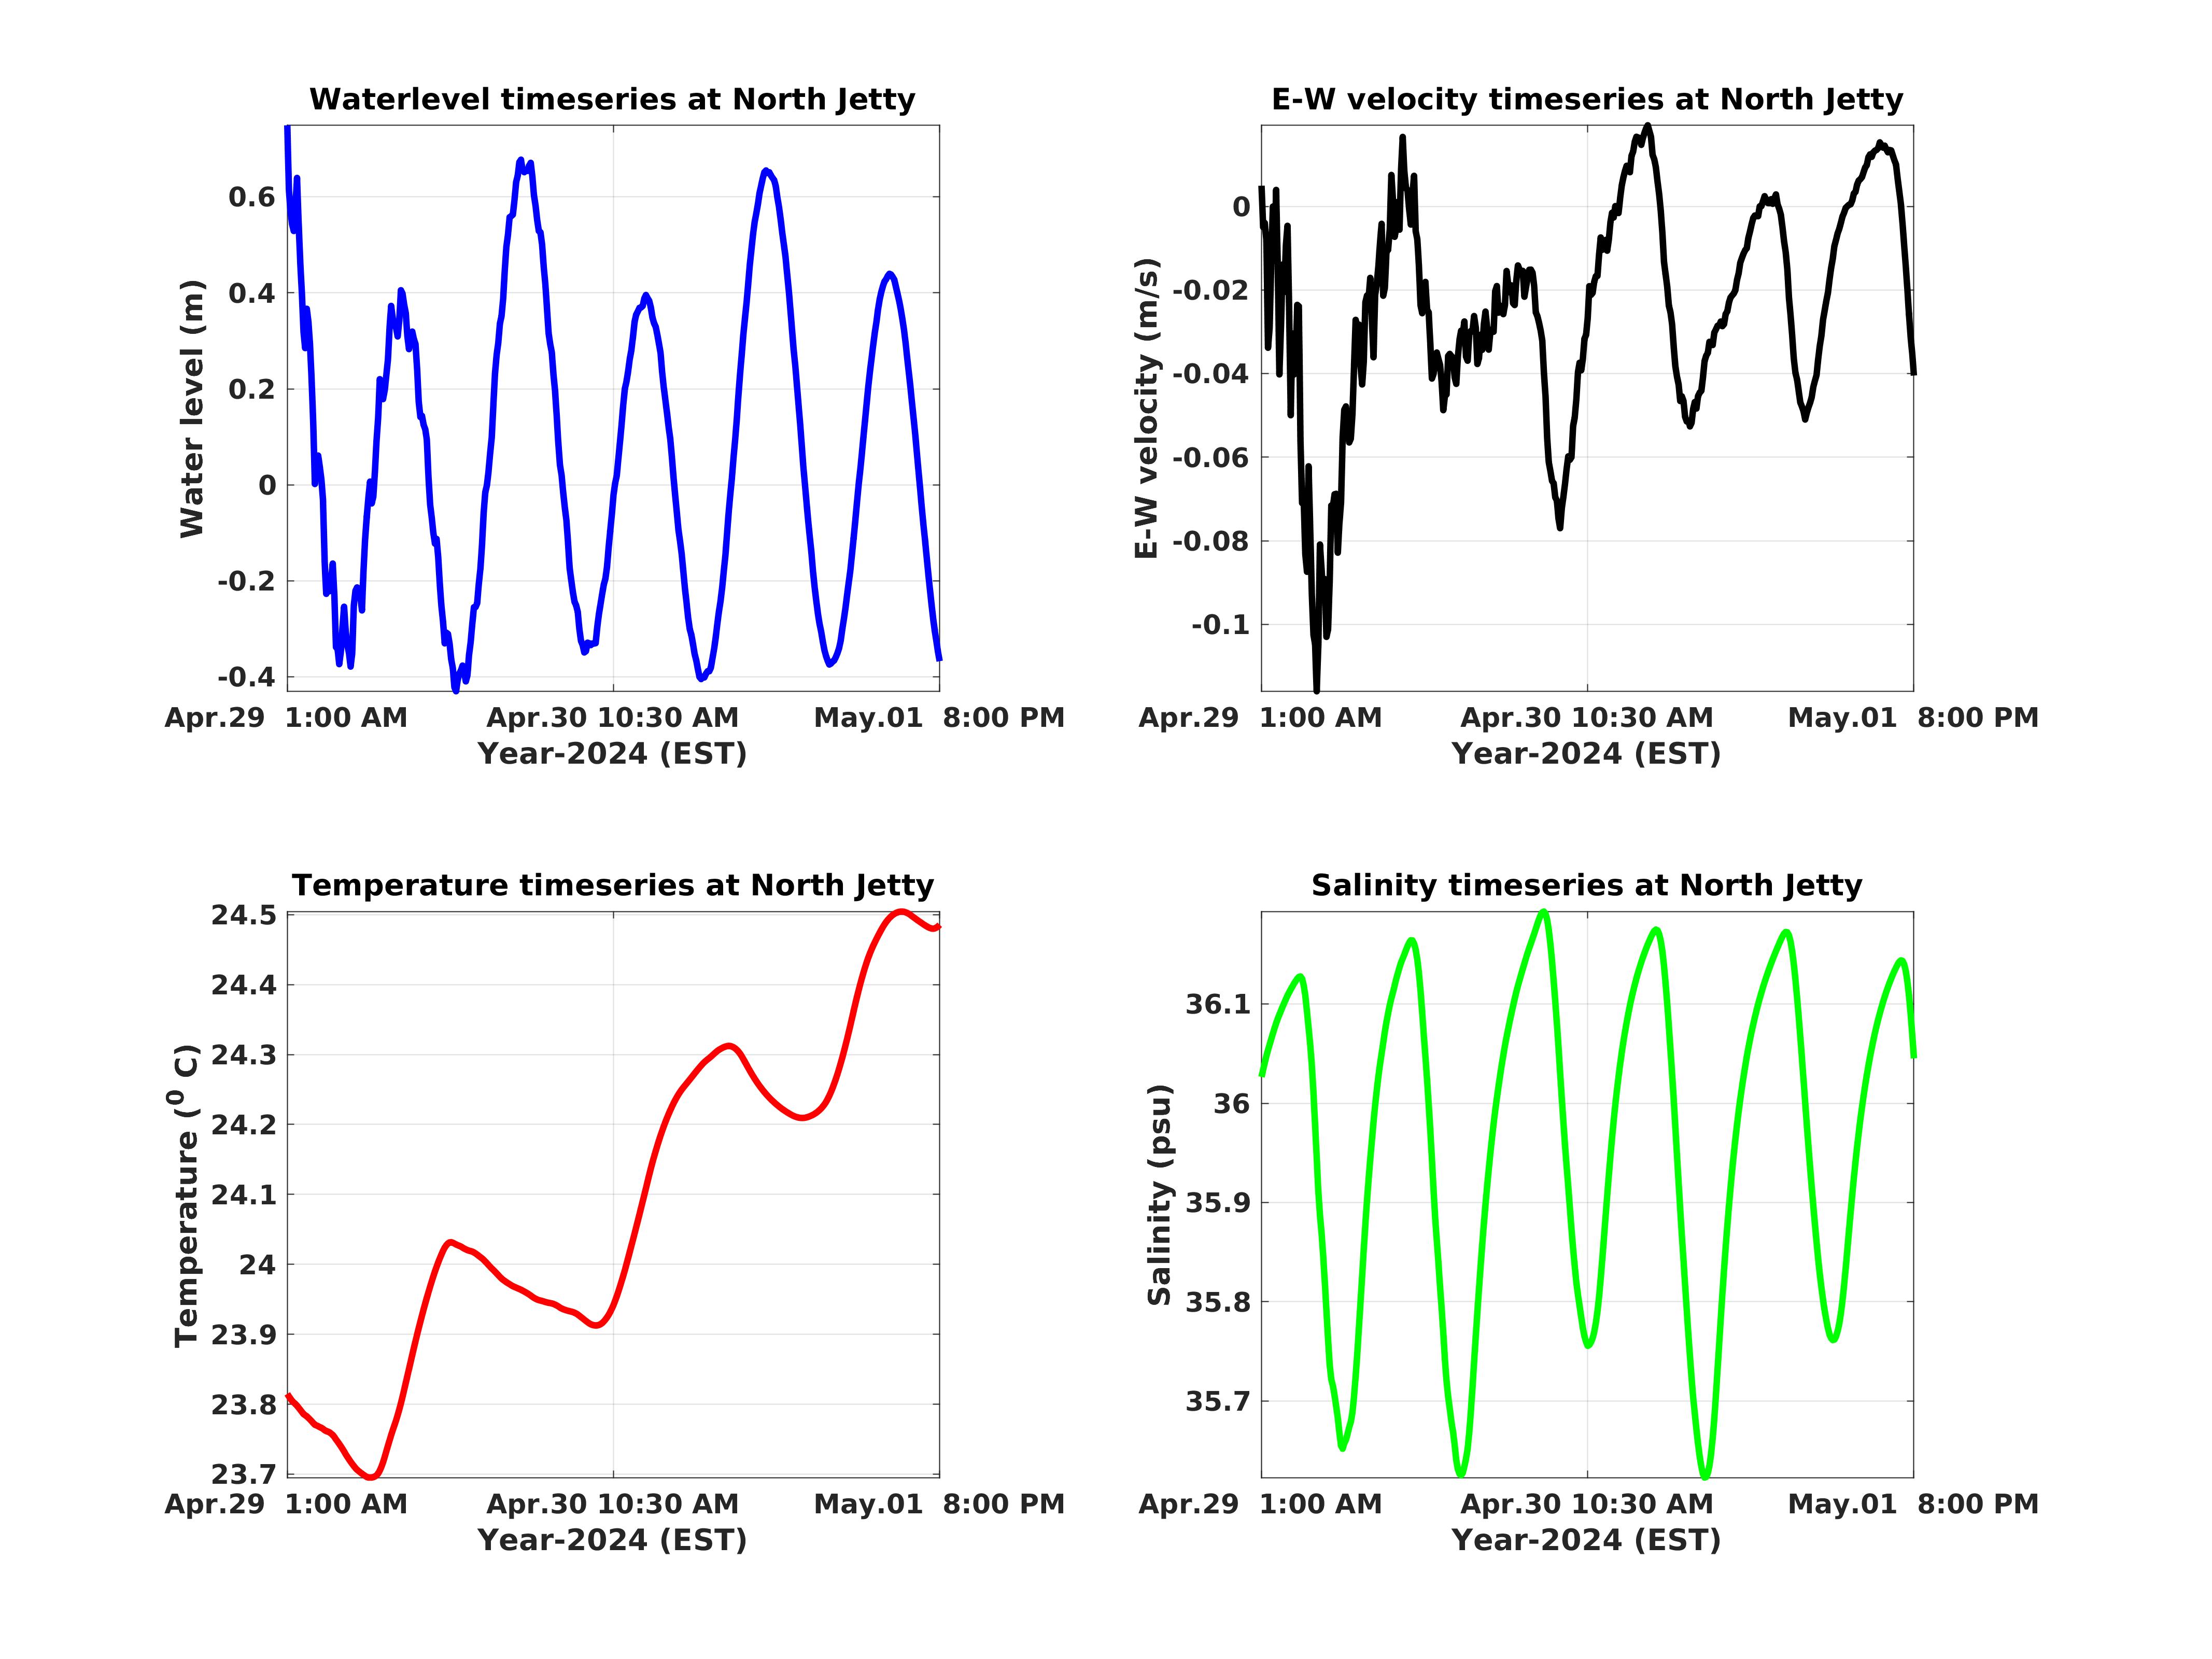 Waterlevel timeseries at North Jetty
0.6
0.4
0.2
0
-0.2
-0.4
Water level (m)
Apr.29 1:00 AM
Apr.30 10:30 AM
May.01 8:00 PM
Year-2024 (EST)
E-W velocity timeseries at North Jetty
0
-0.02
-0.04
-0.06
-0.08
-0.1
E-W velocity (m/s)
Apr.29 1:00 AM
Apr.30 10:30 AM
May.01 8:00 PM
Year-2024 (EST)
Temperature timeseries at North Jetty
24.5
24.4
24.3
24.2
24.1
24
23.9
23.8
23.7
Temperature (⁰ C)
Apr.29 1:00 AM
Apr.30 10:30 AM
May.01 8:00 PM
Year-2024 (EST)
Salinity timeseries at North Jetty
36.1
36
35.9
35.8
35.7
Salinity (psu)
Apr.29 1:00 AM
Apr.30 10:30 AM
May.01 8:00 PM
Year-2024 (EST)